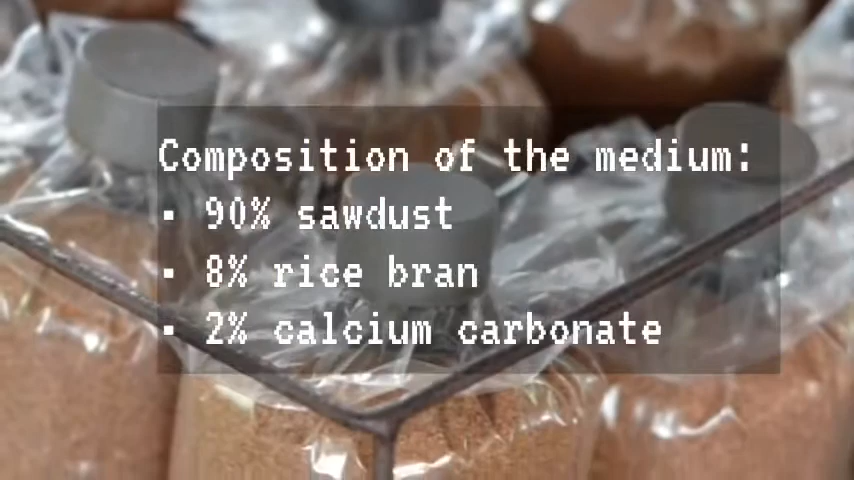 Composition of the medium:
▪ 90% sawdust
▪ 8% rice bran
▪ 2% calcium carbonate